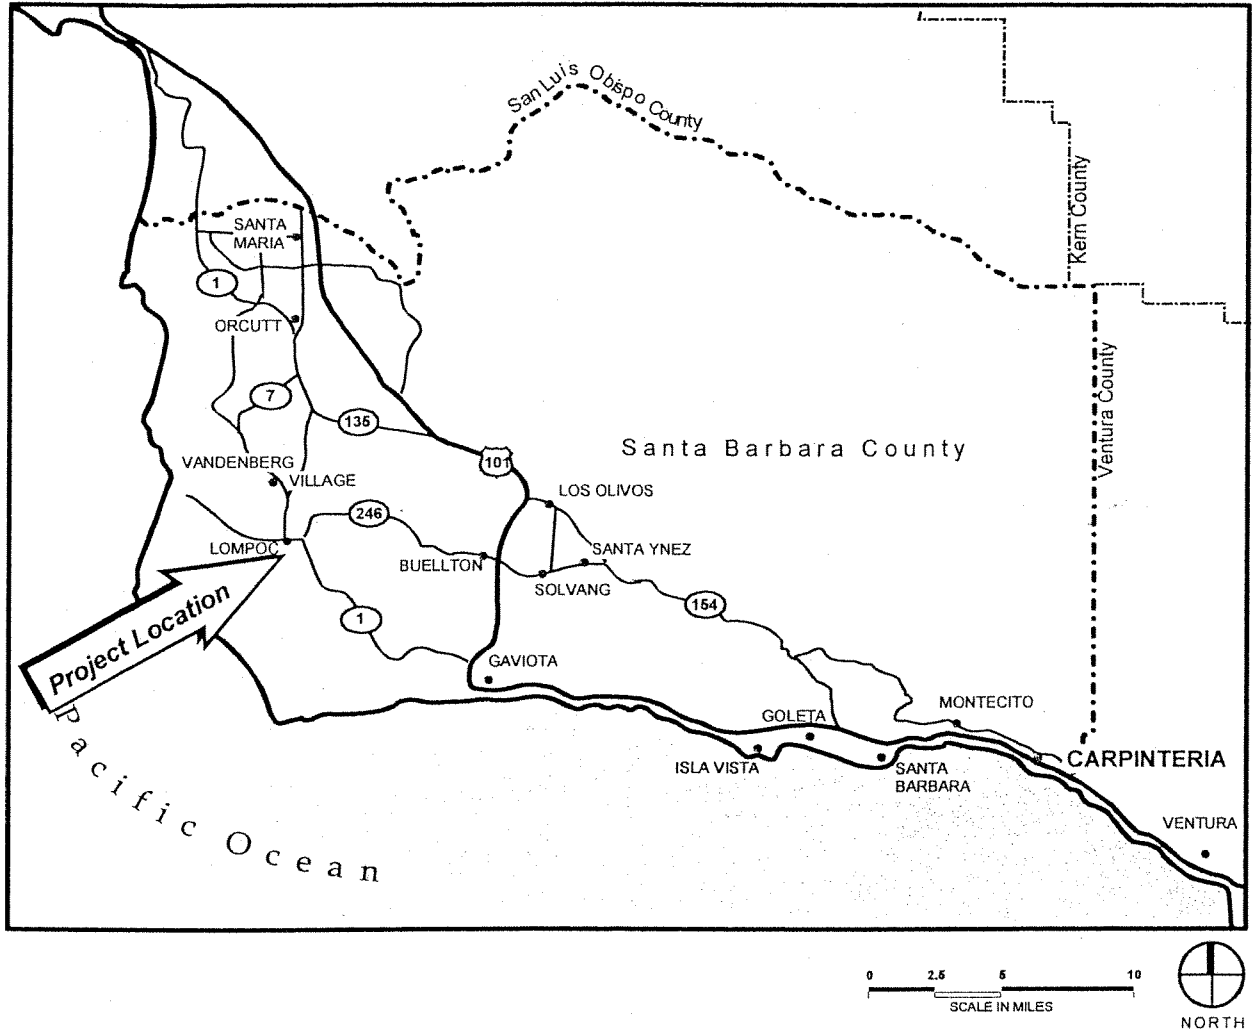 San Luis Obispo County
Kern County
SANTA
MARIA
1
ORCUTT
Ventura County
7
135
Santa Barbara County
101
VANDENBERG
VILLAGE
LOS OLIVOS
246
LOMPOC
SANTA YNEZ
BUELLTON
SOLVANG
Project Location
154
1
GAVIOTA
MONTECITO
GOLETA
Pacific Ocean
ISLA VISTA
SANTA
BARBARA
CARPINTERIA
VENTURA
0 2.5 5 10
SCALE IN MILES
NORTH